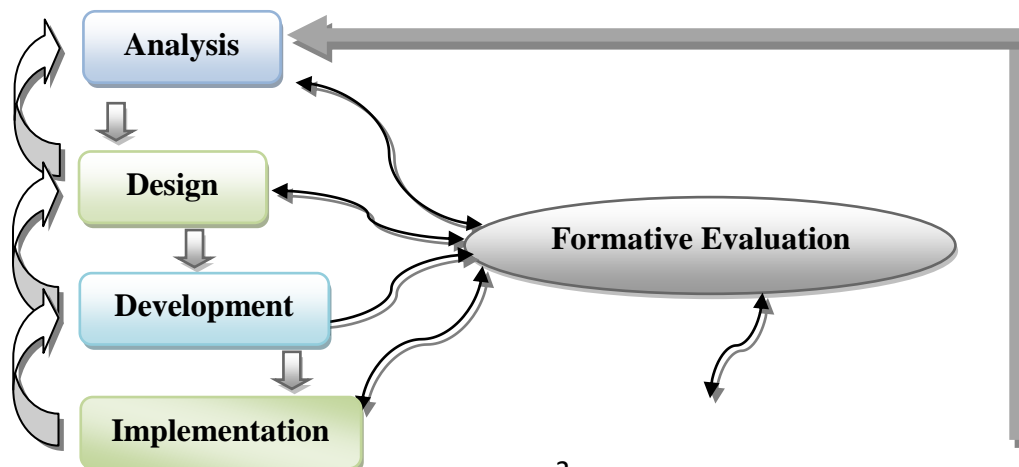 Analysis
Design
Formative Evaluation
Development
Implementation